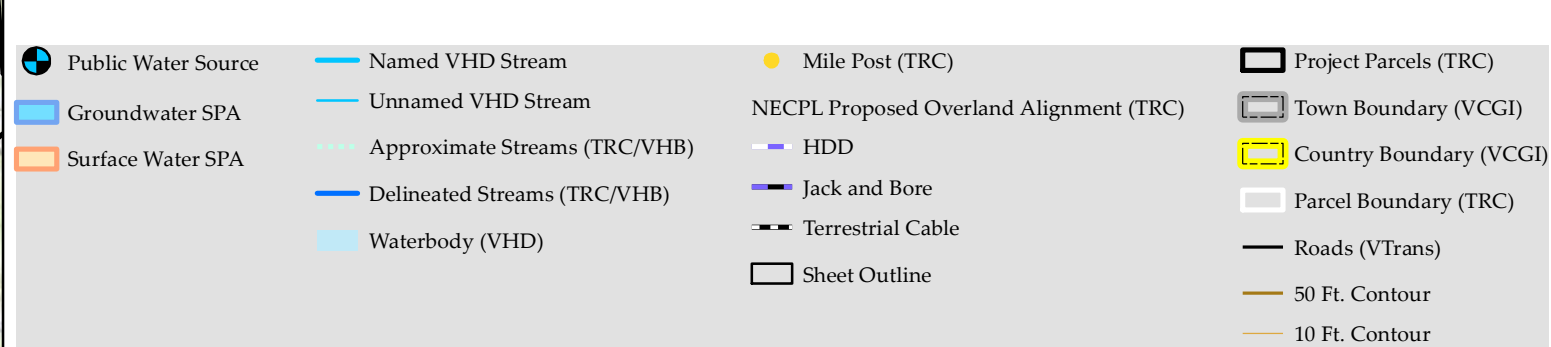 Public Water Source
Groundwater SPA
Surface Water SPA
Named VHD Stream
Unnamed VHD Stream
Approximate Streams (TRC/VHB)
Delineated Streams (TRC/VHB)
Waterbody (VHD)
Mile Post (TRC)
NECPL Proposed Overland Alignment (TRC)
HDD
Jack and Bore
Terrestrial Cable
Sheet Outline
Project Parcels (TRC)
Town Boundary (VCGI)
Country Boundary (VCGI)
Parcel Boundary (TRC)
Roads (VTrans)
50 Ft. Contour
10 Ft. Contour